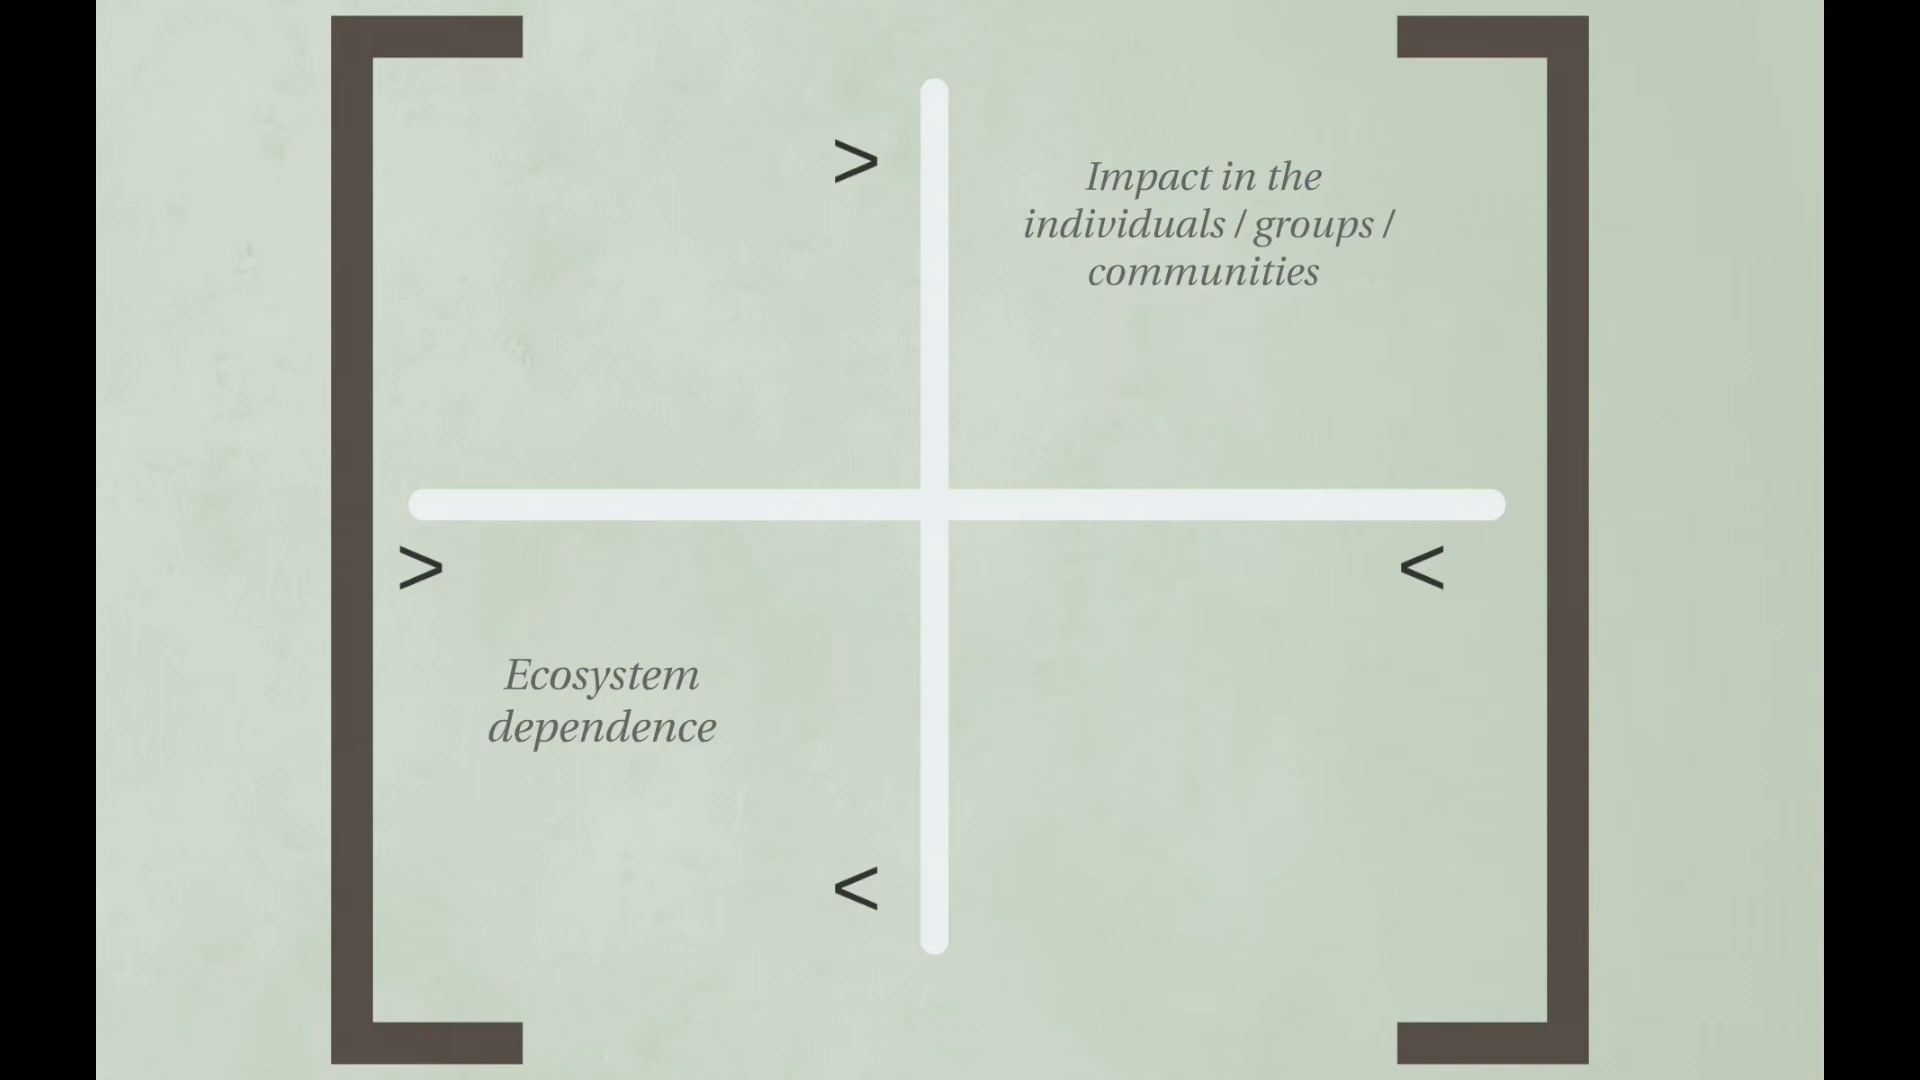 >
Impact in the
individuals / groups /
communities
>
<
Ecosystem
dependence
<